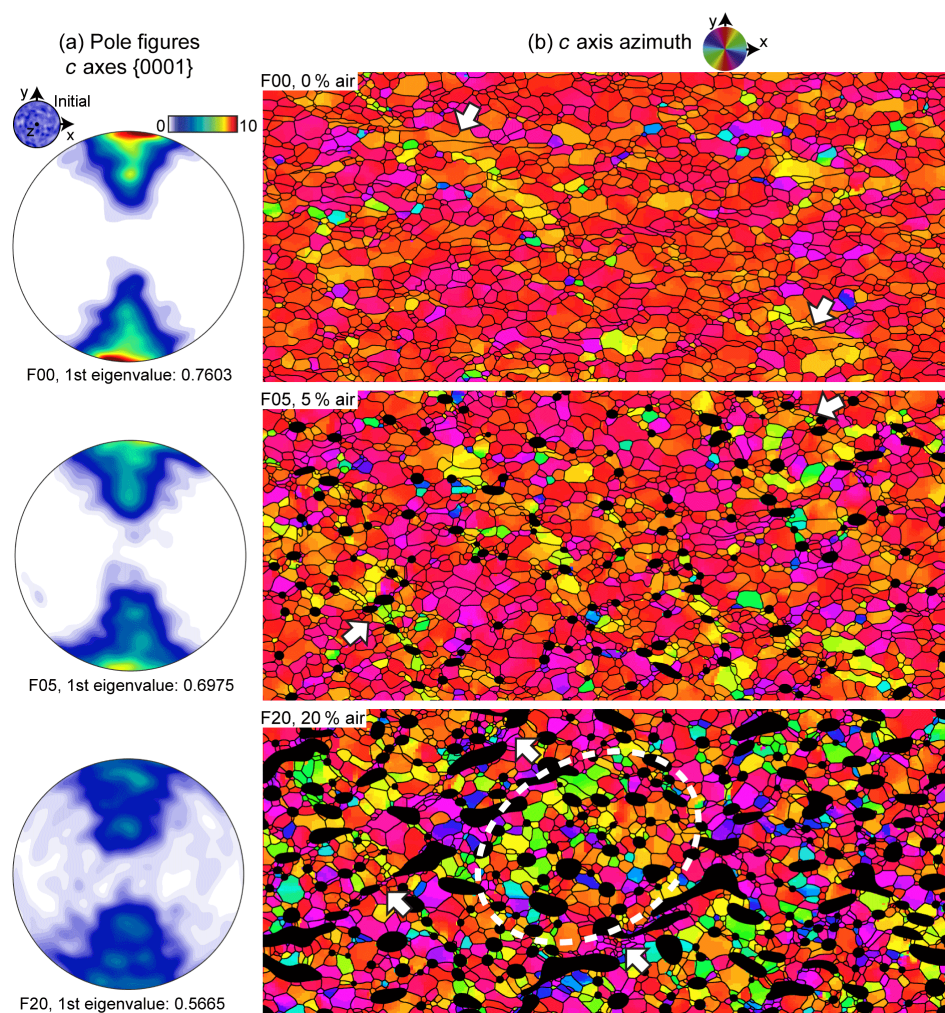 (a) Pole figures
c axes {0001}
(b) c axis azimuth
y
x
y
Initial
z
x
0
10
F00, 0 % air
F00, 1st eigenvalue: 0.7603
F05, 5 % air
F05, 1st eigenvalue: 0.6975
F20, 20 % air
F20, 1st eigenvalue: 0.5665